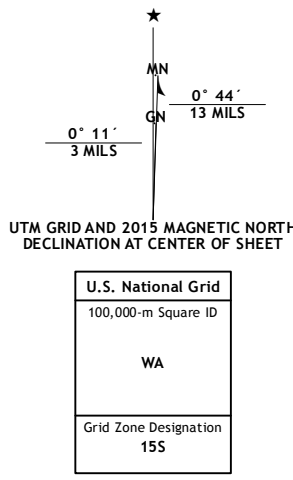 MN
0° 44´
13 MILS
GN
0° 11´
3 MILS
UTM GRID AND 2015 MAGNETIC NORTH
DECLINATION AT CENTER OF SHEET
U.S. National Grid
100,000-m Square ID
WA
Grid Zone Designation
15S